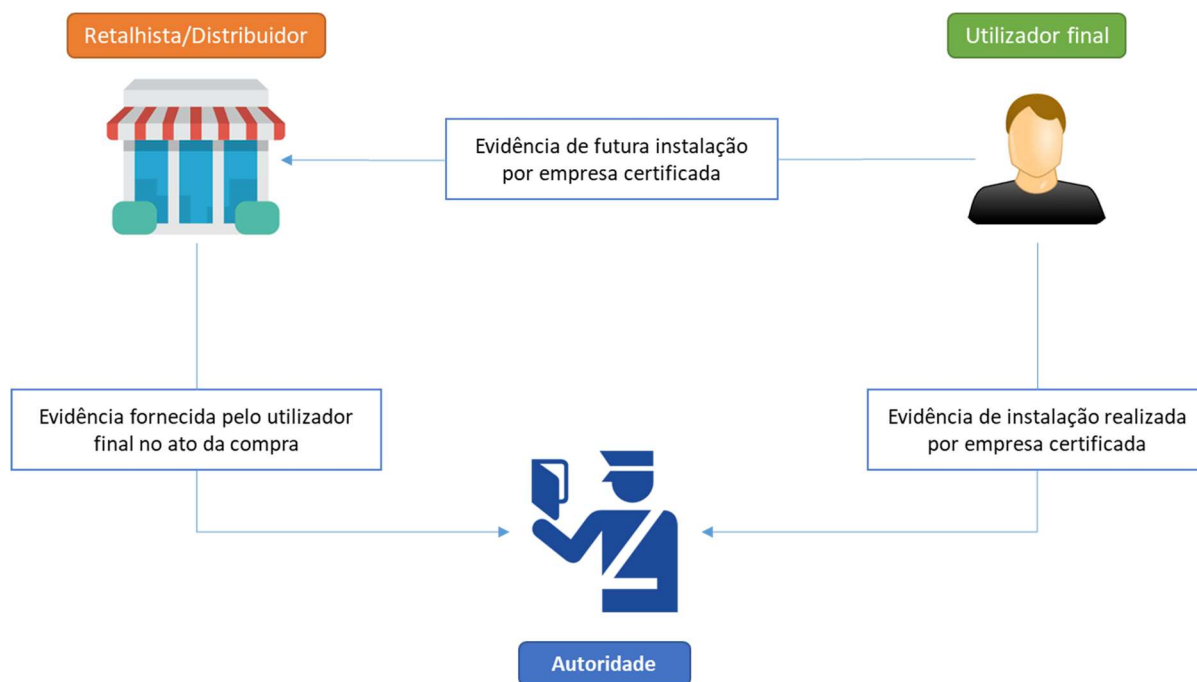 Retalhista/Distribuidor
Utilizador final
Evidência de futura instalação
por empresa certificada
Evidência fornecida pelo utilizador
final no ato da compra
Evidência de instalação realizada
por empresa certificada
Autoridade